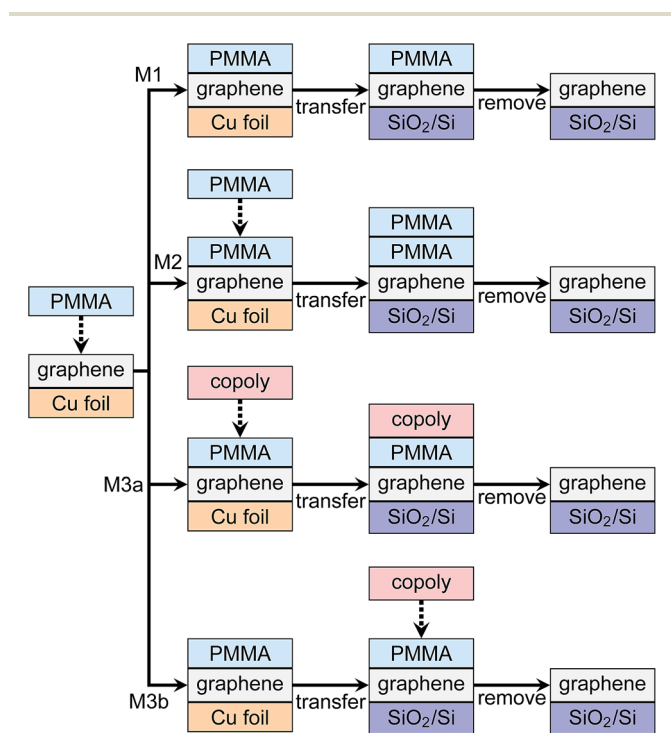 PMMA
graphene
Cu foil
M1
PMMA
graphene
Cu foil
transfer
PMMA
graphene
SiO₂/Si
remove
graphene
SiO₂/Si
M2
PMMA
PMMA
graphene
Cu foil
transfer
PMMA
PMMA
graphene
SiO₂/Si
remove
graphene
SiO₂/Si
M3a
copoly
PMMA
graphene
Cu foil
transfer
copoly
PMMA
graphene
SiO₂/Si
remove
graphene
SiO₂/Si
M3b
PMMA
graphene
Cu foil
transfer
copoly
PMMA
graphene
SiO₂/Si
remove
graphene
SiO₂/Si